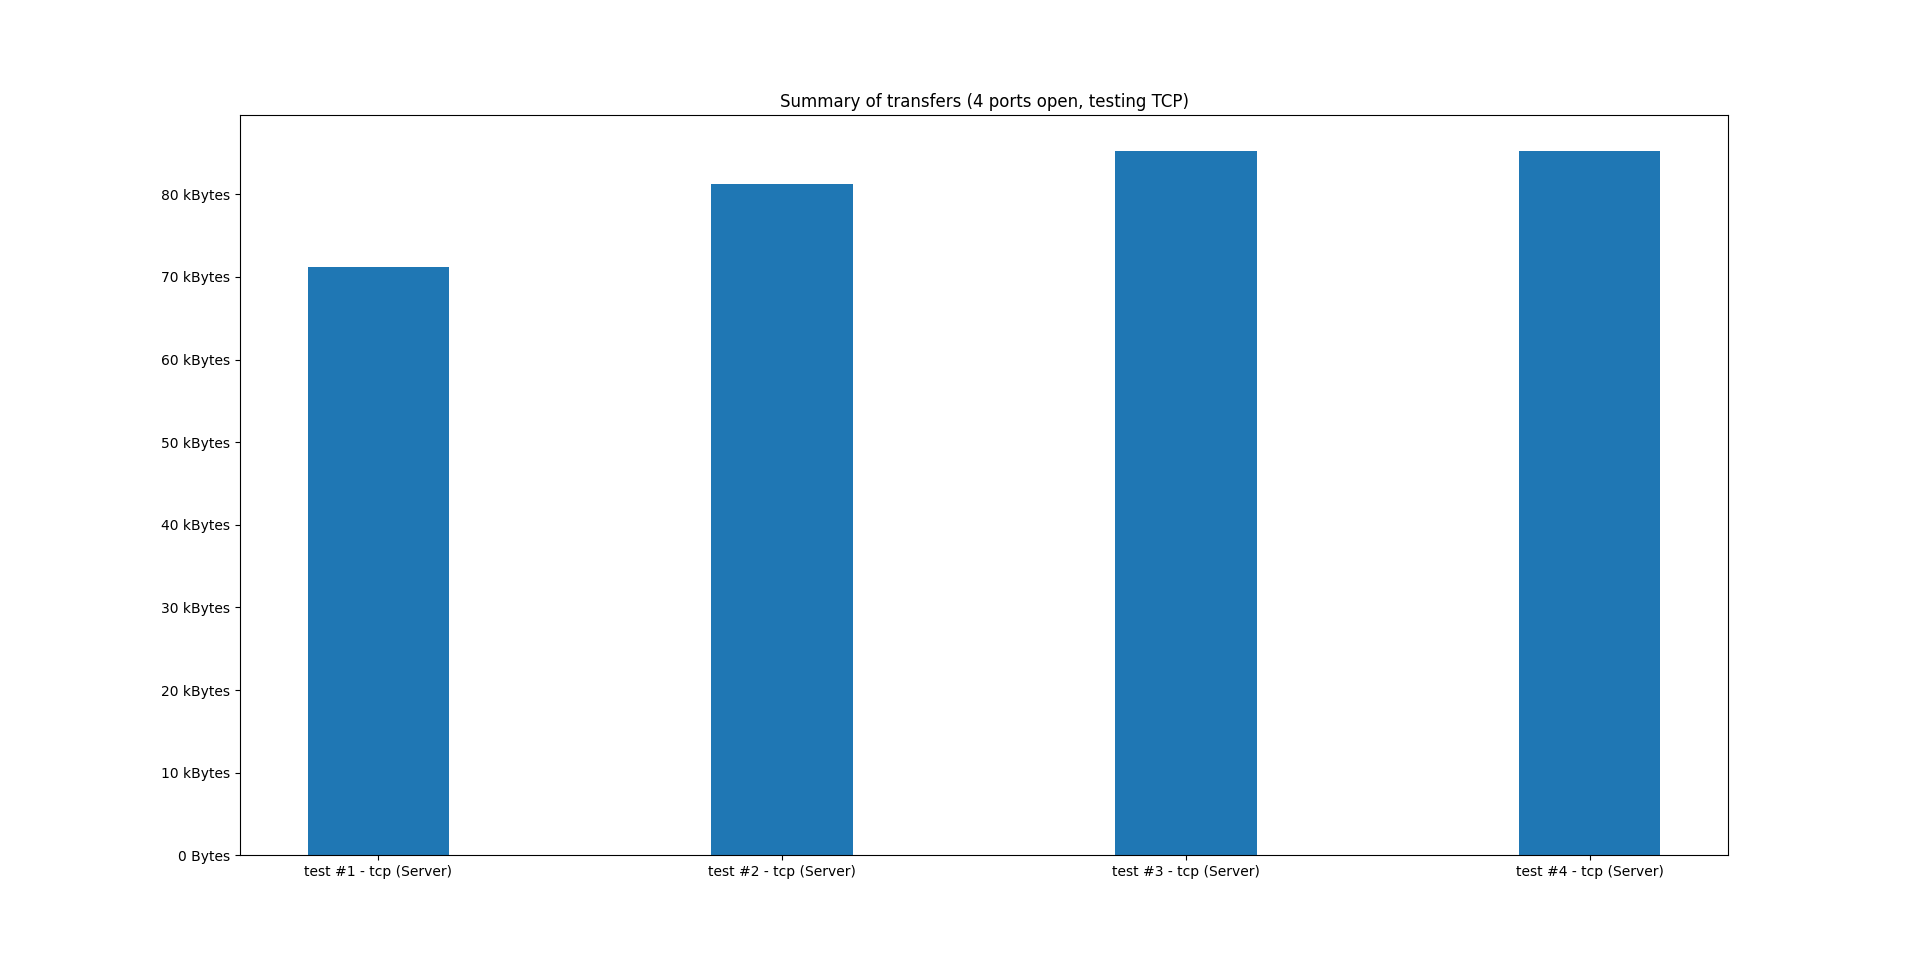 Summary of transfers (4 ports open, testing TCP)
80 kBytes
70 kBytes
60 kBytes
50 kBytes
40 kBytes
30 kBytes
20 kBytes
10 kBytes
0 Bytes
test #1 - tcp (Server)
test #2 - tcp (Server)
test #3 - tcp (Server)
test #4 - tcp (Server)